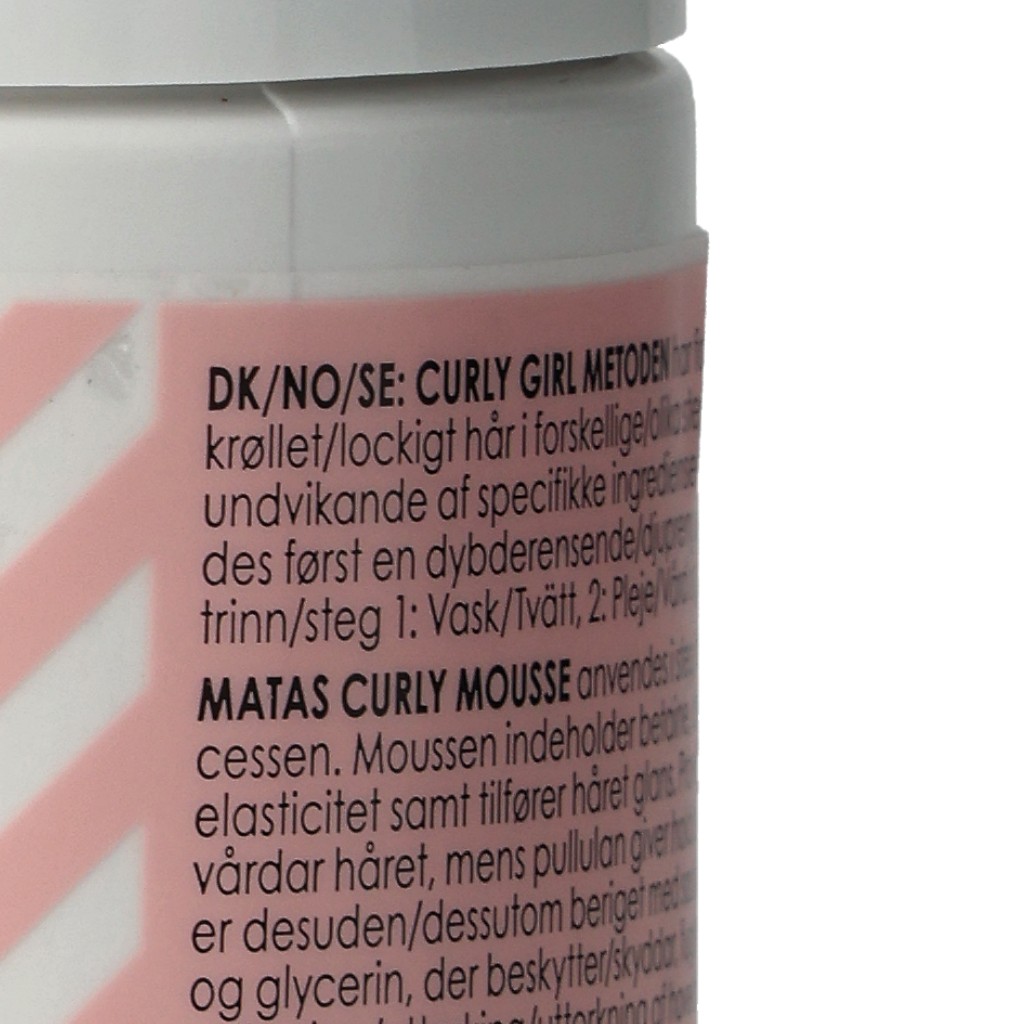 DK/NO/SE: CURLY GIRL METODEN har
krøllet/lockigt hår i forskellige/olika
undvikande af specifikke
des først en dybderensende/
trinn/steg 1: Vask/Tvätt, 2: Pleje/
MATAS CURLY MOUSSE anvendes i
cessen. Moussen indeholder betaine
elasticitet samt tilfører håret glans.
vårdar håret, mens pullulan giver
er desuden/dessutom beriget med
og glycerin, der beskytter/skyddar